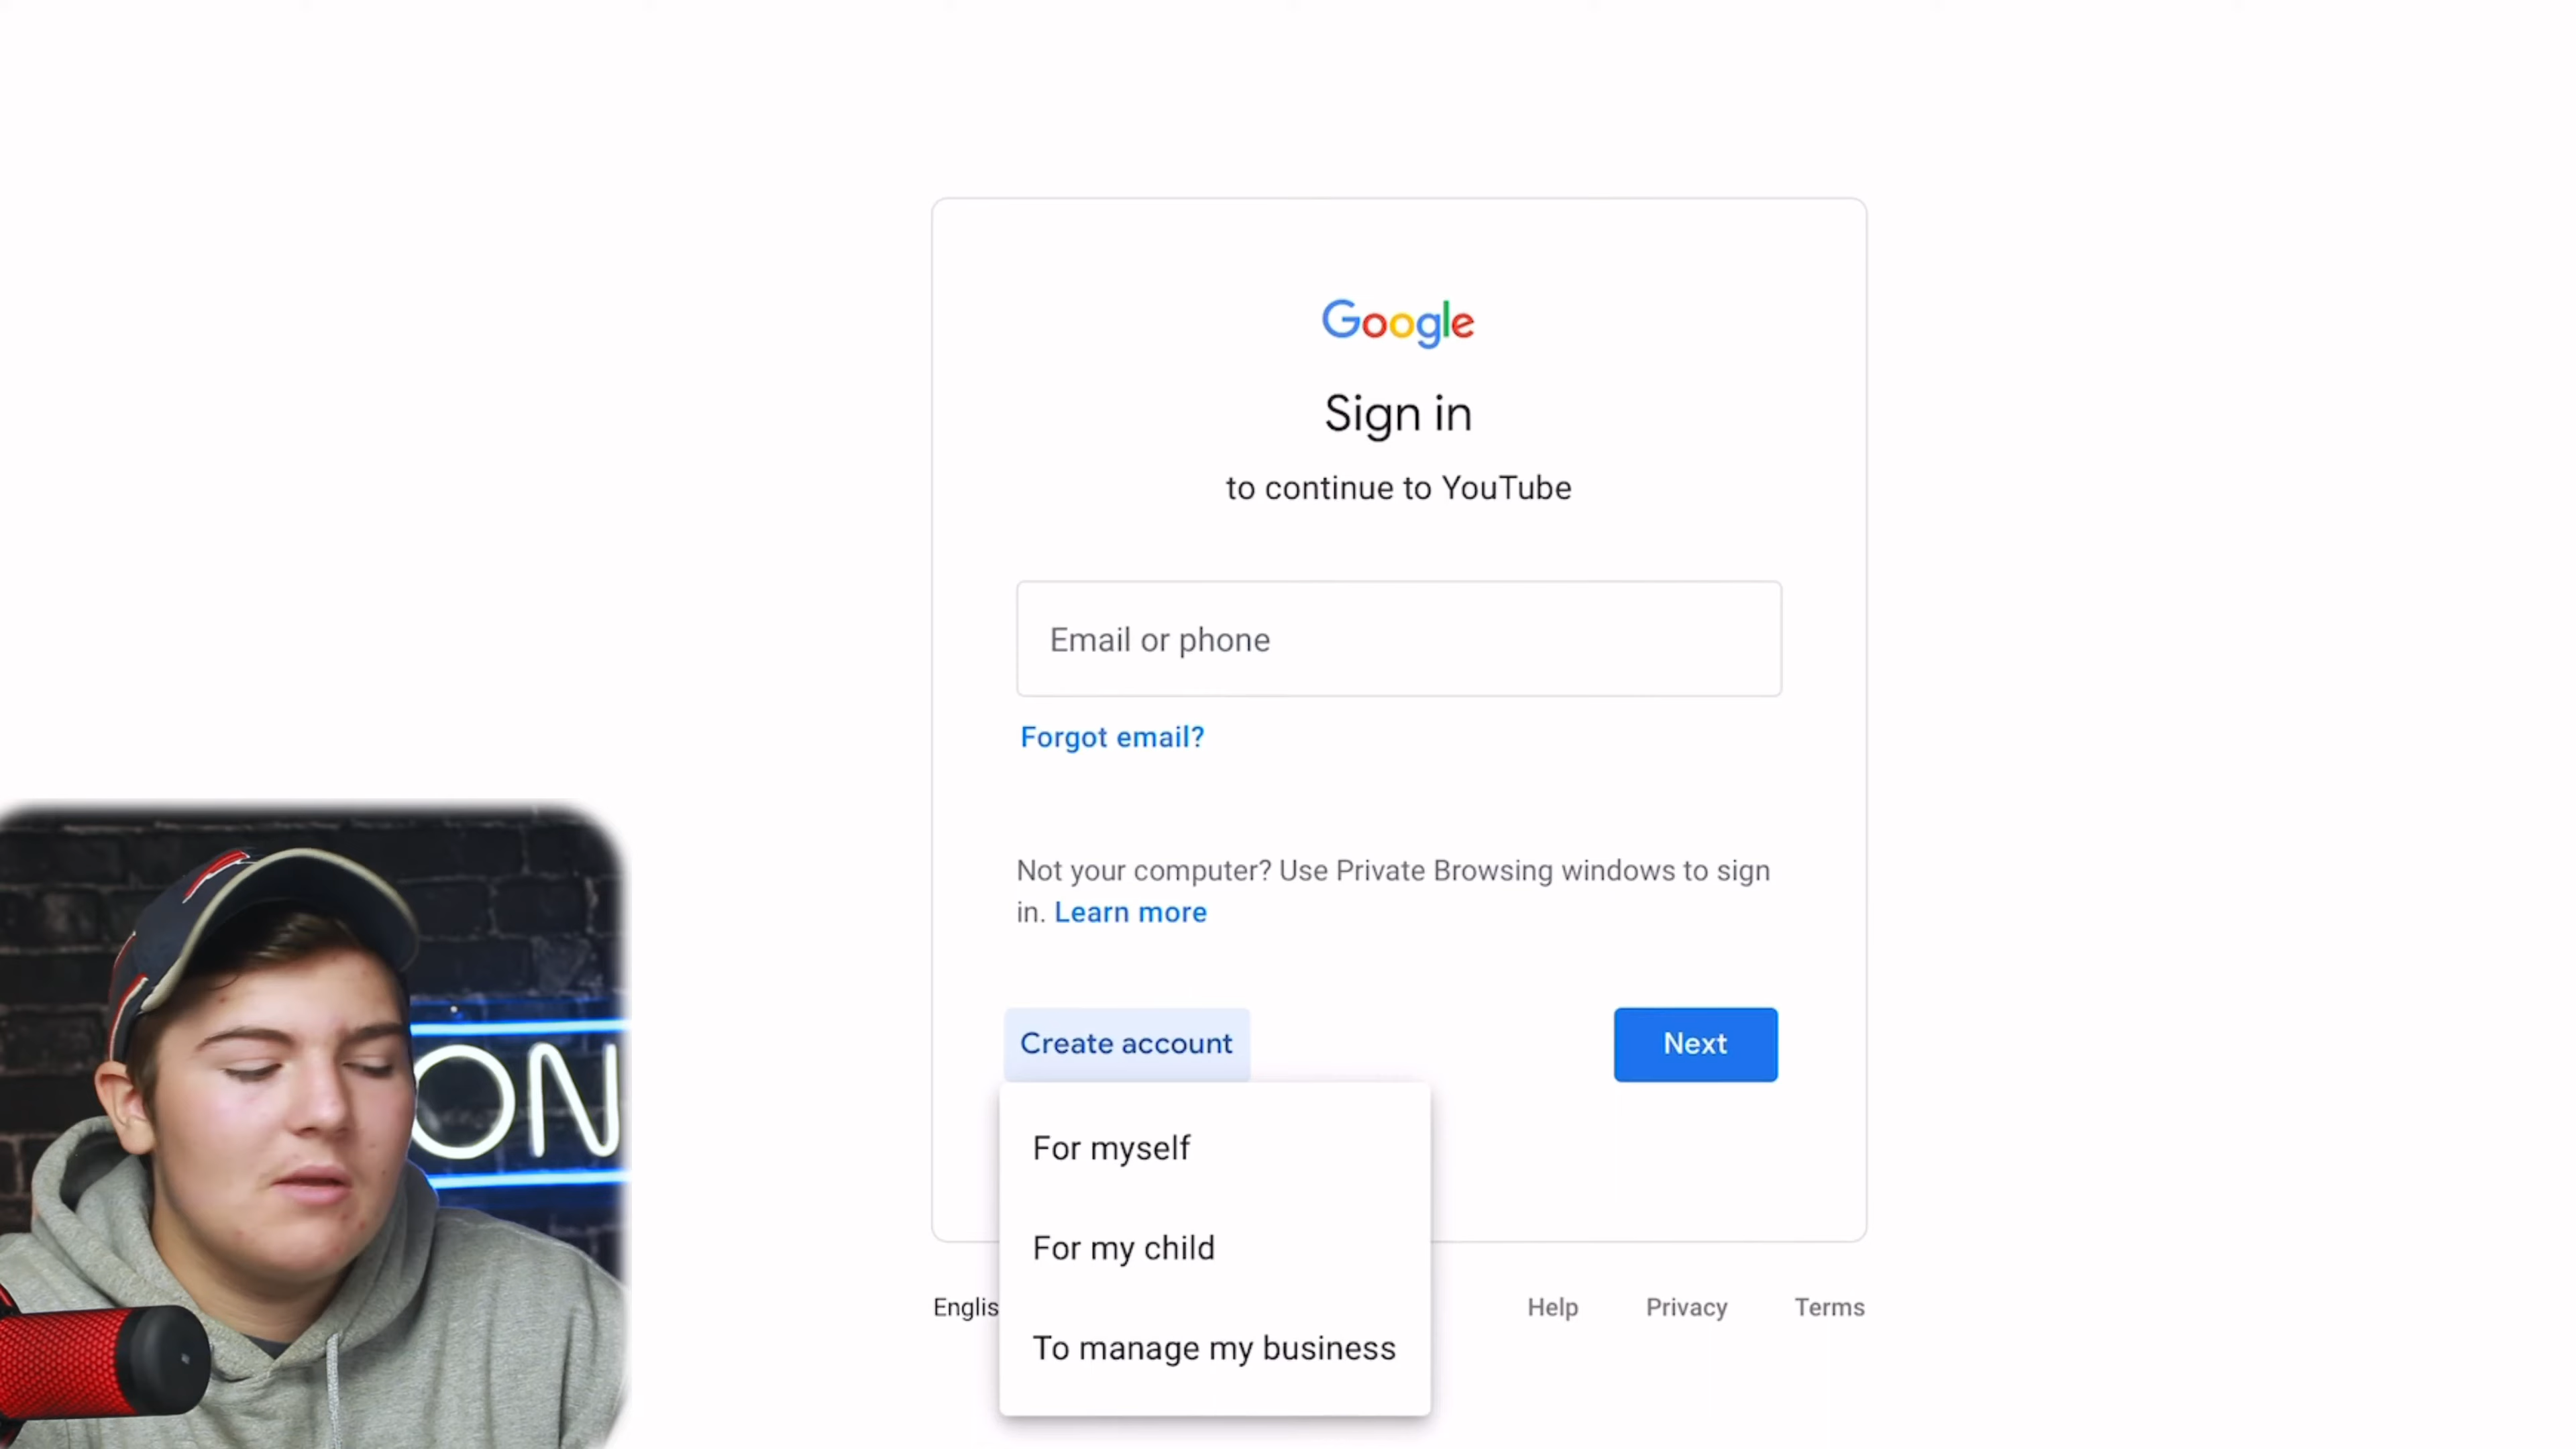 Google
Sign in
to continue to YouTube
Email or phone
Forgot email?
Not your computer? Use Private Browsing windows to sign
in. Learn more
Create account
Next
For myself
For my child
To manage my business
Englis
Help Privacy Terms
ON